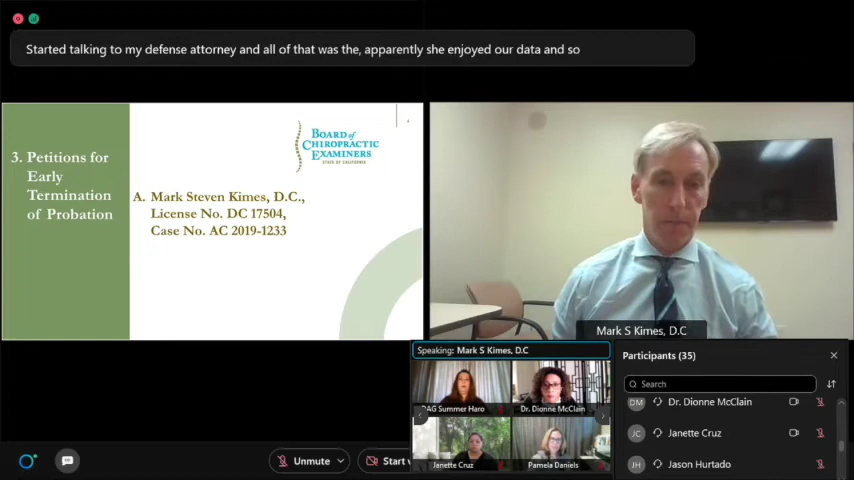 Started talking to my defense attorney and all of that was the, apparently she enjoyed our data and so
3. Petitions for
Early
Termination
of Probation
BOARD of
CHIROPRACTIC
EXAMINERS
STATE OF CALIFORNIA
A. Mark Steven Kimes, D.C.,
License No. DC 17504,
Case No. AC 2019-1233
Mark S Kimes, D.C
Speaking: Mark S Kimes, D.C
DAG Summer Haro
Dr. Dionne McClain
Janette Cruz
Pamela Daniels
Participants (35)
Search
DM Dr. Dionne McClain
JC Janette Cruz
JH Jason Hurtado
Unmute
Start